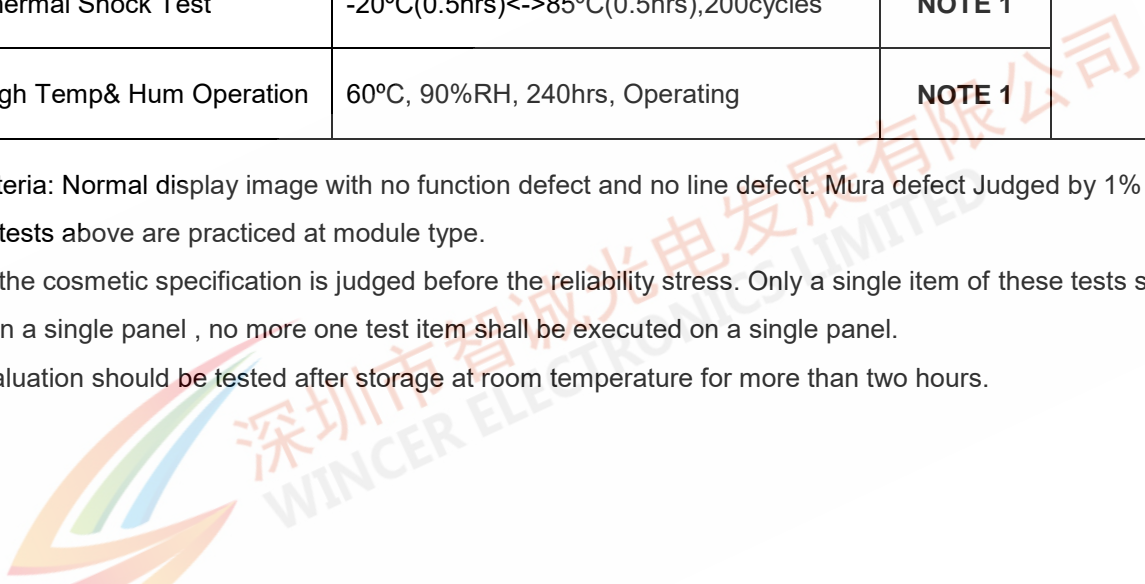 hermal Shock Test -20ºC(0.5hrs)<->85ºC(0.5hrs),200cycles NOTE 1
gh Temp& Hum Operation 60ºC, 90%RH, 240hrs, Operating NOTE 1
teria: Normal display image with no function defect and no line defect. Mura defect Judged by 1%
tests above are practiced at module type.
the cosmetic specification is judged before the reliability stress. Only a single item of these tests s
n a single panel , no more one test item shall be executed on a single panel.
aluation should be tested after storage at room temperature for more than two hours.
深圳市智诚光电发展有限公司
WINCER ELECTRONICS LIMITED